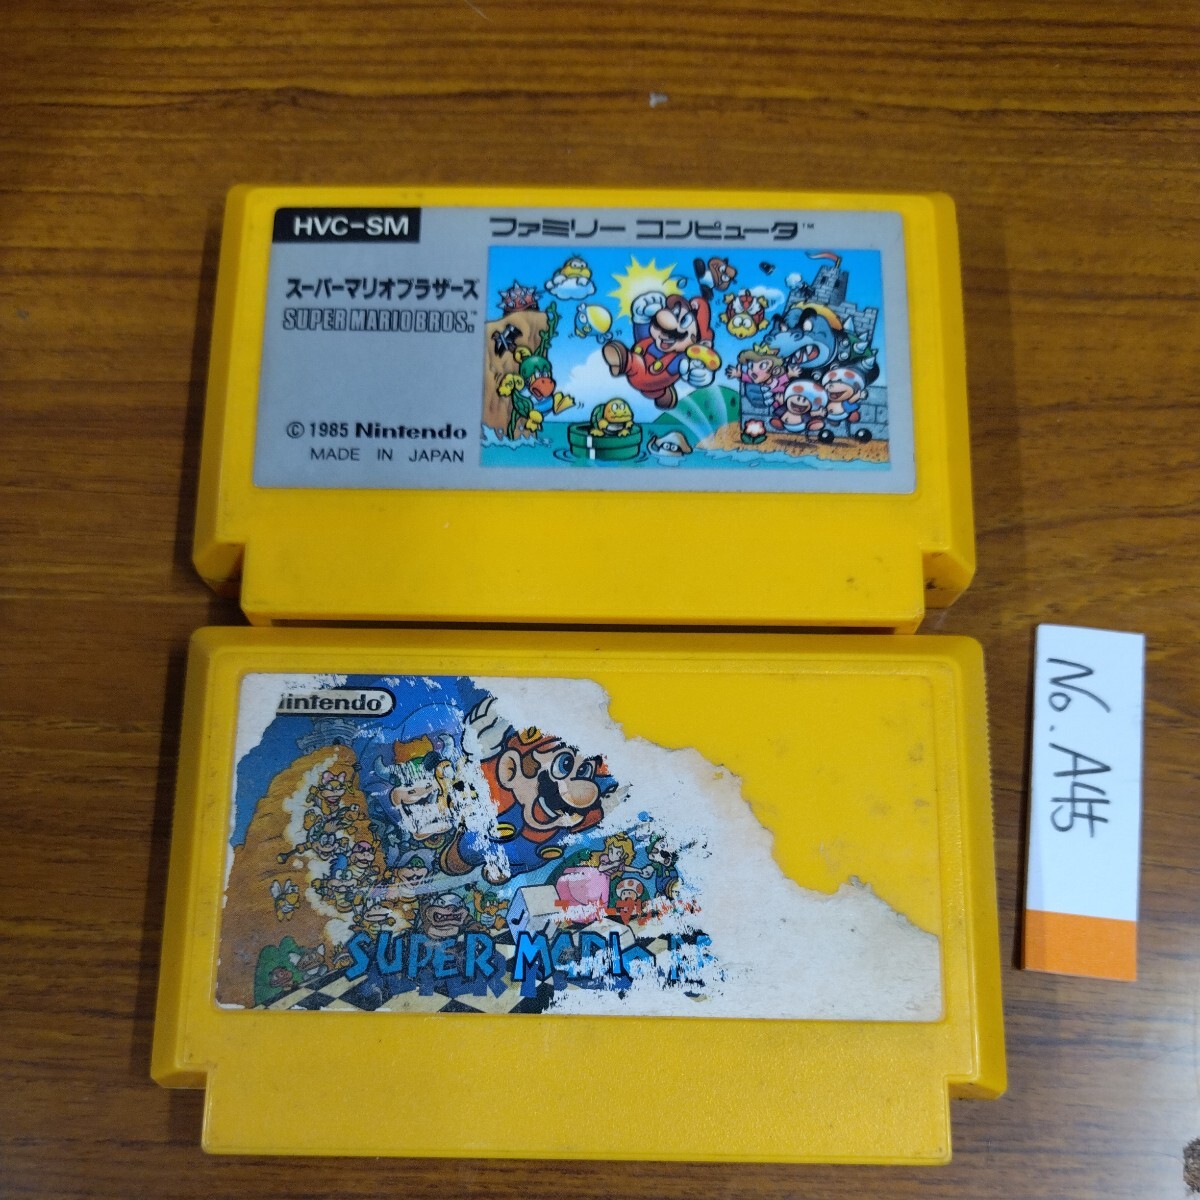 HVC-SM
ファミリー コンピュータ™
スーパーマリオブラザーズ
SUPER MARIO BROS.™
© 1985 Nintendo
MADE IN JAPAN
intendo®
SUPER MARIO
No. A45